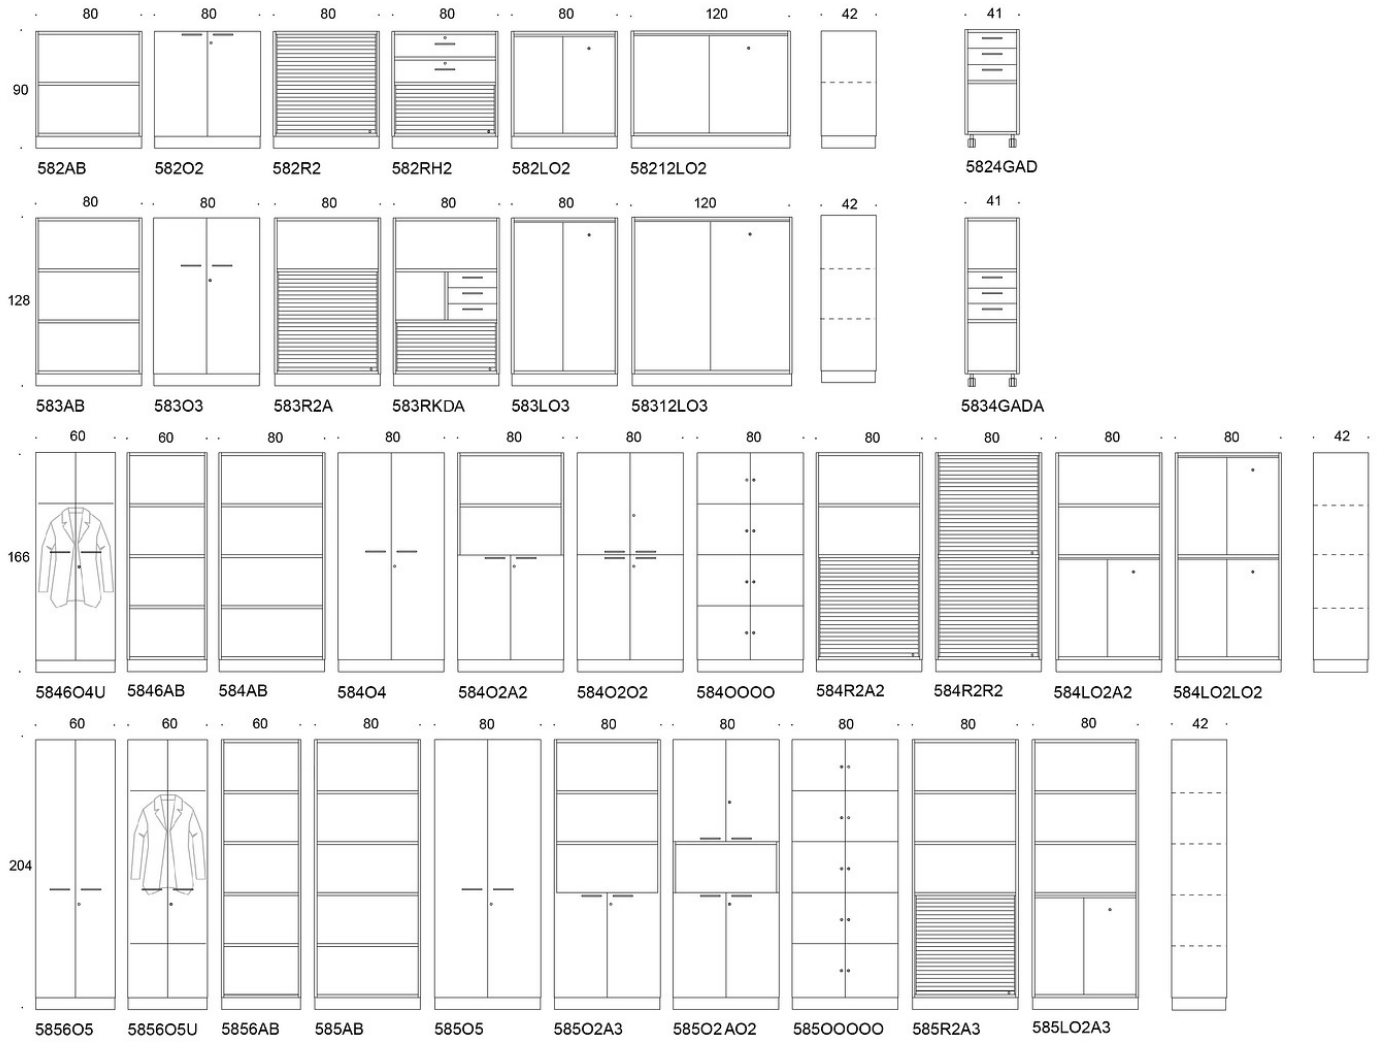 80 80 80 80 80 120 42 41
90
582AB 582O2 582R2 582RH2 582LO2 58212LO2 5824GAD
80 80 80 80 80 120 42 41
128
583AB 583O3 583R2A 583RKDA 583LO3 58312LO3 5834GADA
60 60 80 80 80 80 80 80 80 80 80 42
166
5846O4U 5846AB 584AB 584O4 584O2A2 584O2O2 584OOOO 584R2A2 584R2R2 584LO2A2 584LO2LO2
60 60 60 80 80 80 80 80 80 80 42
204
5856O5 5856O5U 5856AB 585AB 585O5 585O2A3 585O2AO2 585OOOOO 585R2A3 585LO2A3